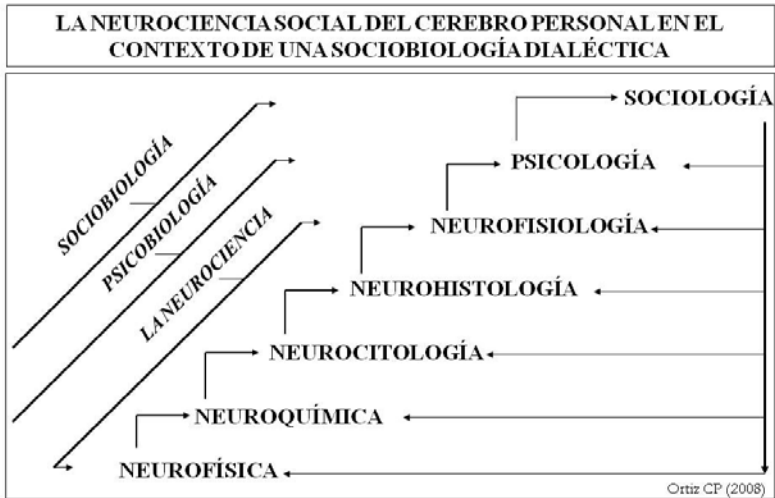 LA NEUROCIENCIA SOCIAL DEL CEREBRO PERSONAL EN EL
CONTEXTO DE UNA SOCIOBIOLOGÍA DIALÉCTICA
SOCIOLOGÍA
PSICOLOGÍA
NEUROFISIOLOGÍA
NEUROHISTOLOGÍA
NEUROCITOLOGÍA
NEUROQUÍMICA
NEUROFÍSICA
SOCIOBIOLOGÍA
PSICOBIOLOGÍA
LA NEUROCIENCIA
Ortiz CP (2008)